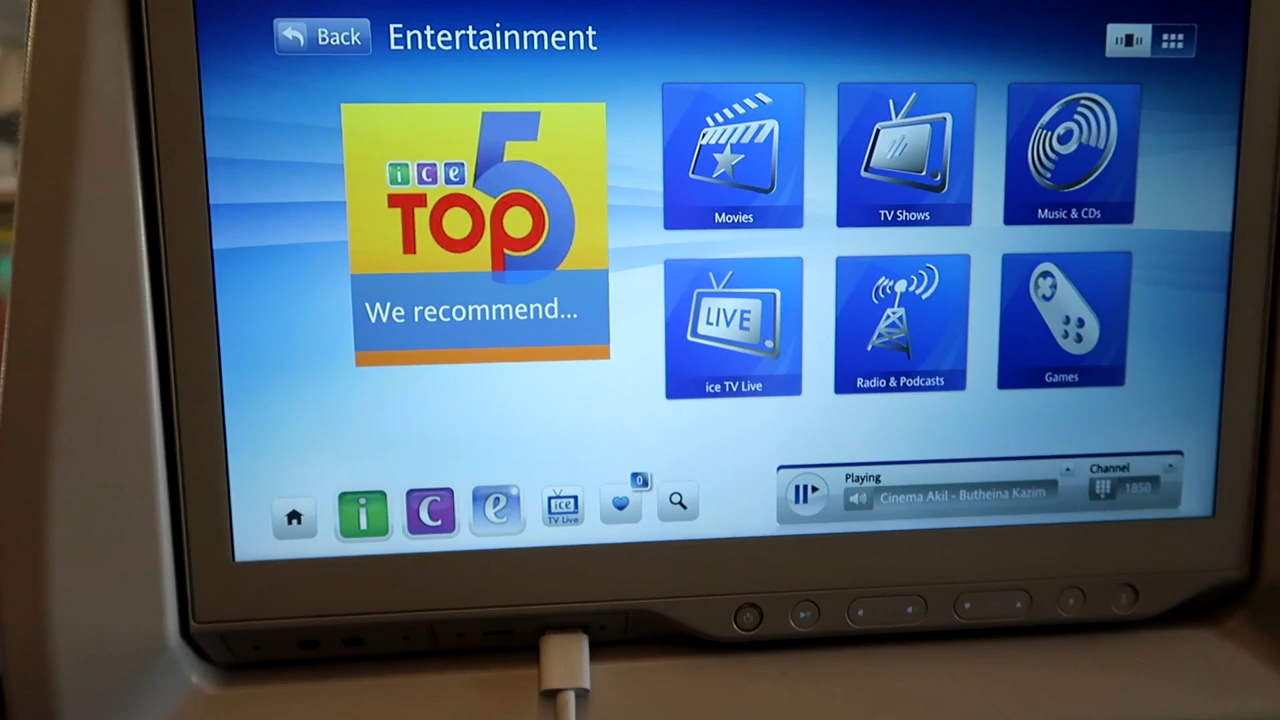 Back
Entertainment
ice
TOP 5
We recommend...
Movies
TV Shows
Music & CDs
LIVE
ice TV Live
Radio & Podcasts
Games
i
C
e
ice
TV Live
0
Playing
Cinema Akil - Butheina Kazim
Channel
1850